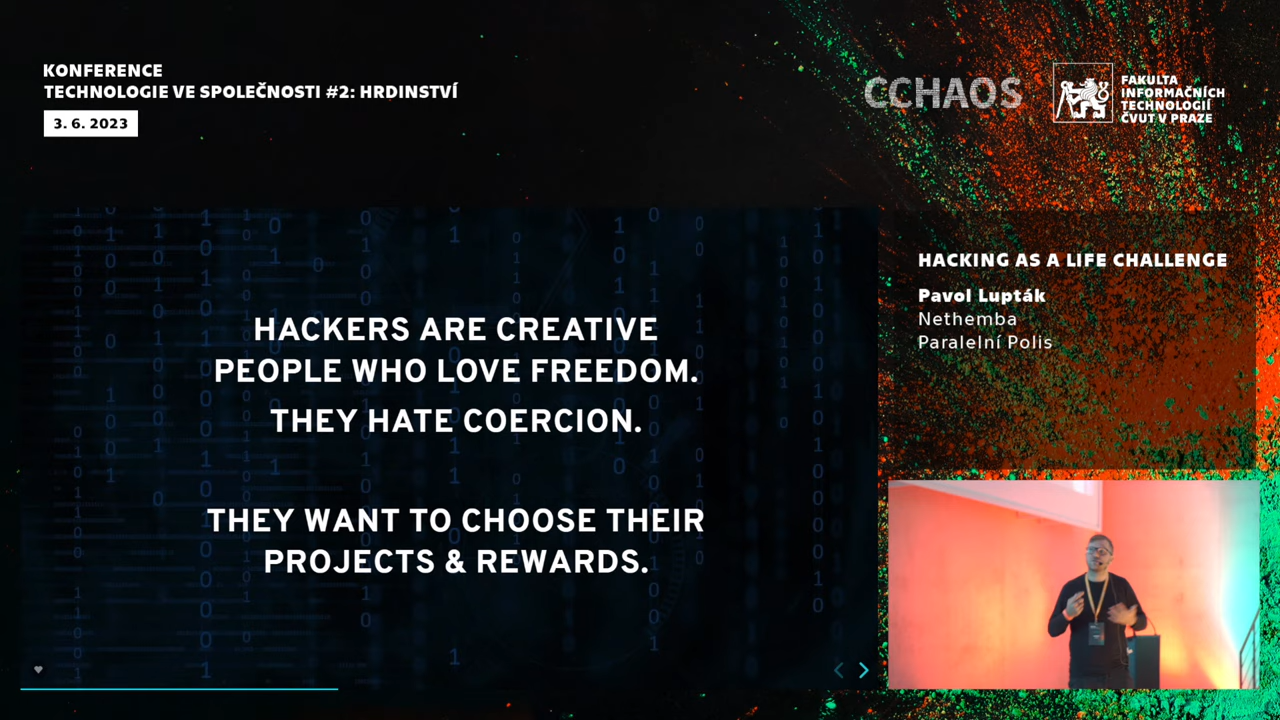 KONFERENCE
TECHNOLOGIE VE SPOLEČNOSTI #2: HRDINSTVÍ
3. 6. 2023
CCHAOS
FAKULTA
INFORMAČNÍCH
TECHNOLOGIÍ
ČVUT V PRAZE
HACKERS ARE CREATIVE
PEOPLE WHO LOVE FREEDOM.
THEY HATE COERCION.
THEY WANT TO CHOOSE THEIR
PROJECTS & REWARDS.
HACKING AS A LIFE CHALLENGE
Pavol Lupták
Nethemba
Paralelní Polis